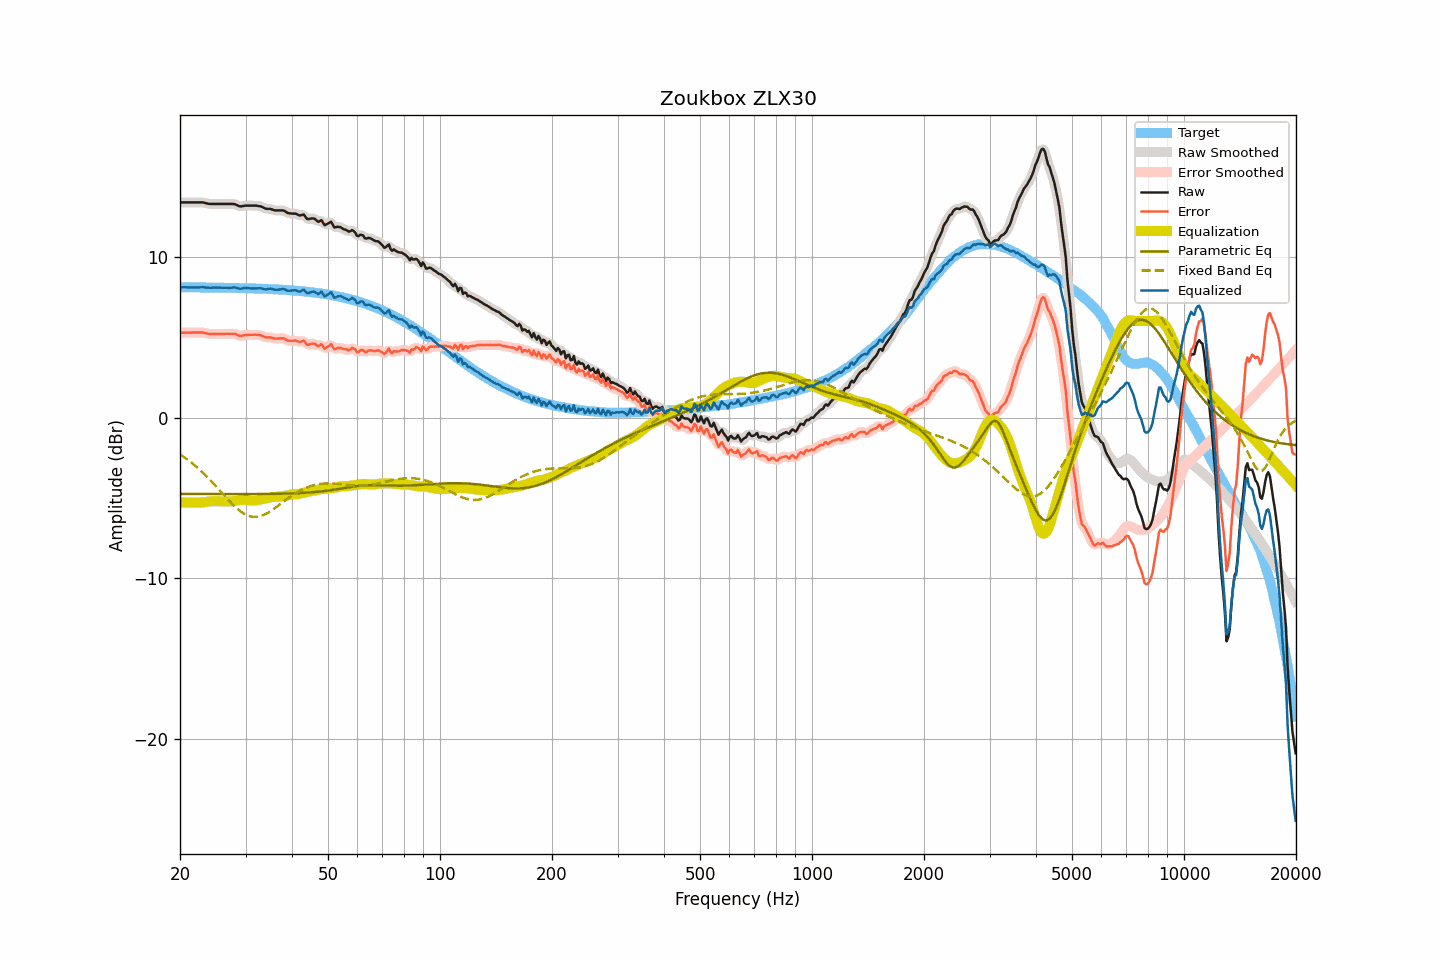 Zoukbox ZLX30
Target
Raw Smoothed
Error Smoothed
Raw
Error
Equalization
Parametric Eq
Fixed Band Eq
Equalized
Amplitude (dBr)
10
0
−10
−20
20 50 100 200 500 1000 2000 5000 10000 20000
Frequency (Hz)